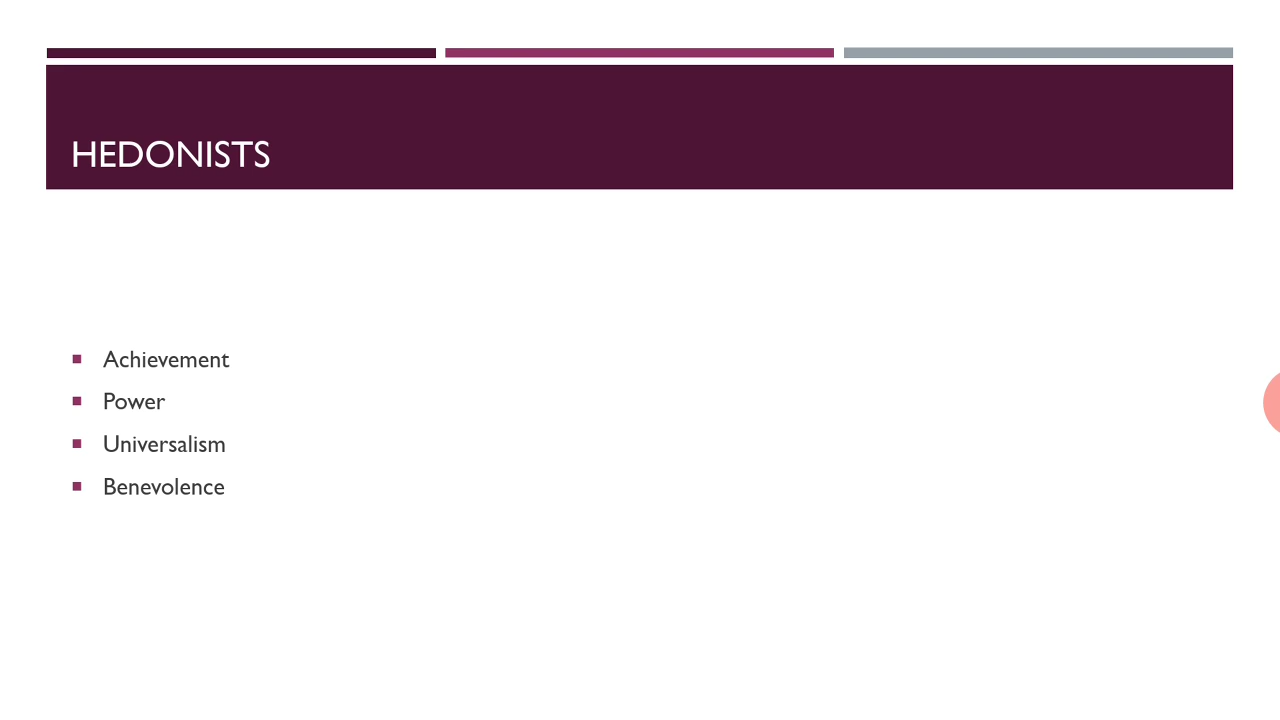 HEDONISTS
Achievement
Power
Universalism
Benevolence